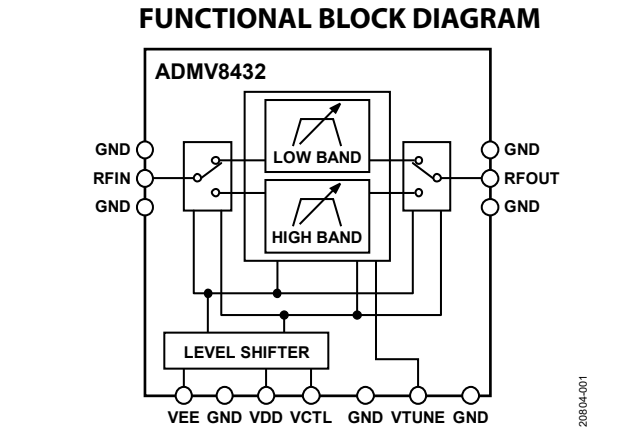 FUNCTIONAL BLOCK DIAGRAM
ADMV8432
GND
LOW BAND
GND
RFIN
RFOUT
GND
HIGH BAND
GND
LEVEL SHIFTER
VEE GND VDD VCTL GND VTUNE GND
20804-001